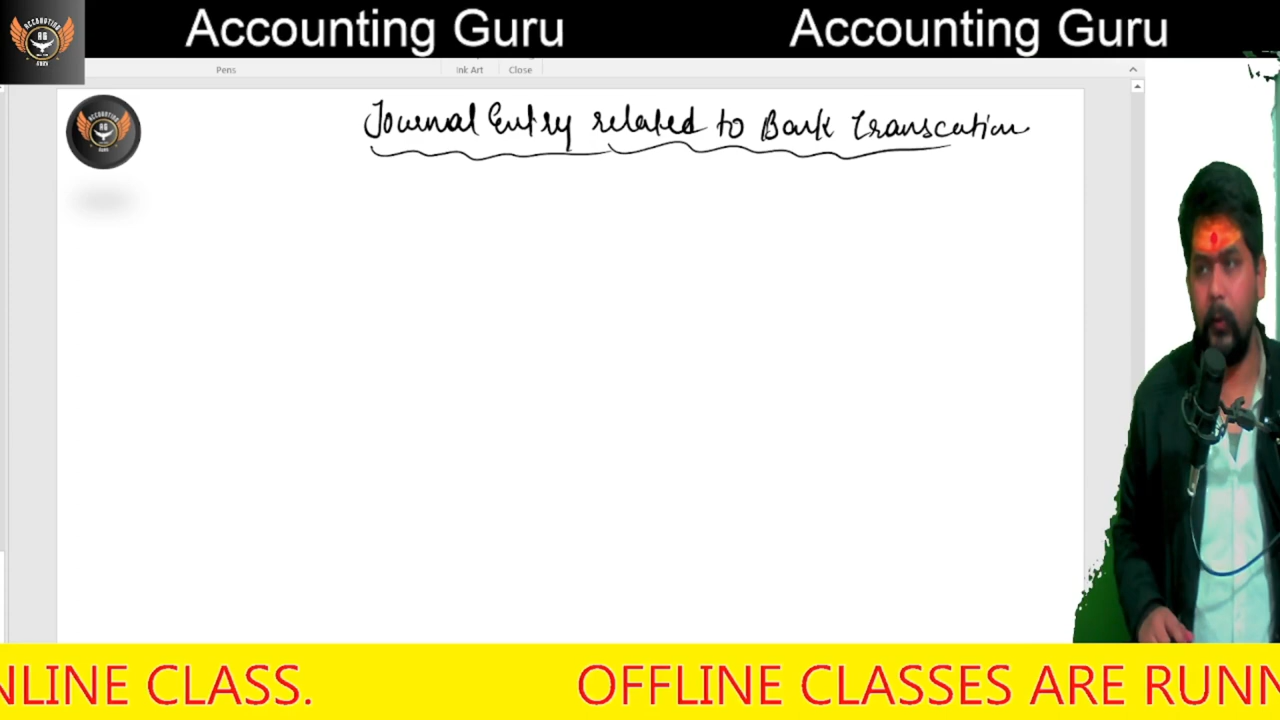 Accounting Guru Accounting Guru
Pens Ink Art Close
Journal Entry related to Bank Transcation
NLINE CLASS. OFFLINE CLASSES ARE RUNN